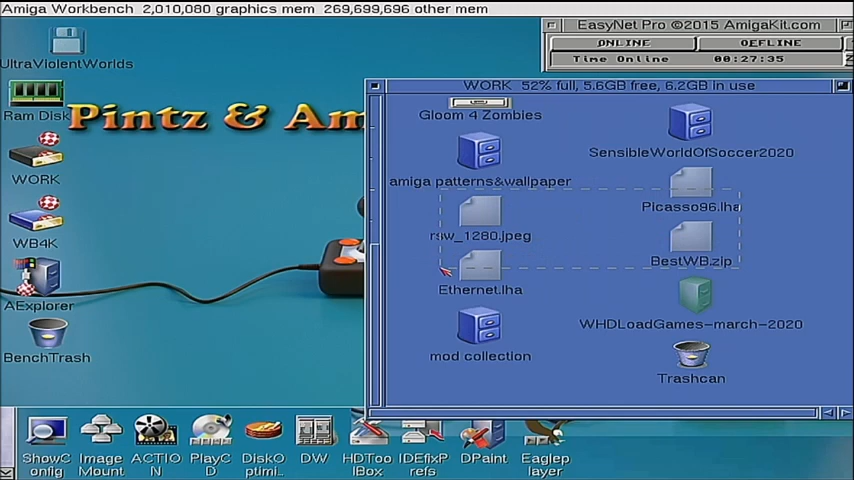 Amiga Workbench 2,010,080 graphics mem 269,699,696 other mem
EasyNet Pro ©2015 AmigaKit.com
ONLINE
OFFLINE
Time Online
00:27:35
UltraViolentWorlds
Ram Disk
Pintz & Am
WORK
WB4K
AExplorer
BenchTrash
WORK 52% full, 5.6GB free, 6.2GB in use
Gloom 4 Zombies
SensibleWorldOfSoccer2020
amiga patterns&wallpaper
Picasso96.lha
rsw_1280.jpeg
BestWB.zip
Ethernet.lha
WHDLoadGames-march-2020
mod collection
Trashcan
ShowC
onfig
Image
Mount
ACTIO
N
PlayC
D
DiskO
ptimi..
DW
HDToo
lBox
IDEfixP
refs
DPaint
Eaglep
layer